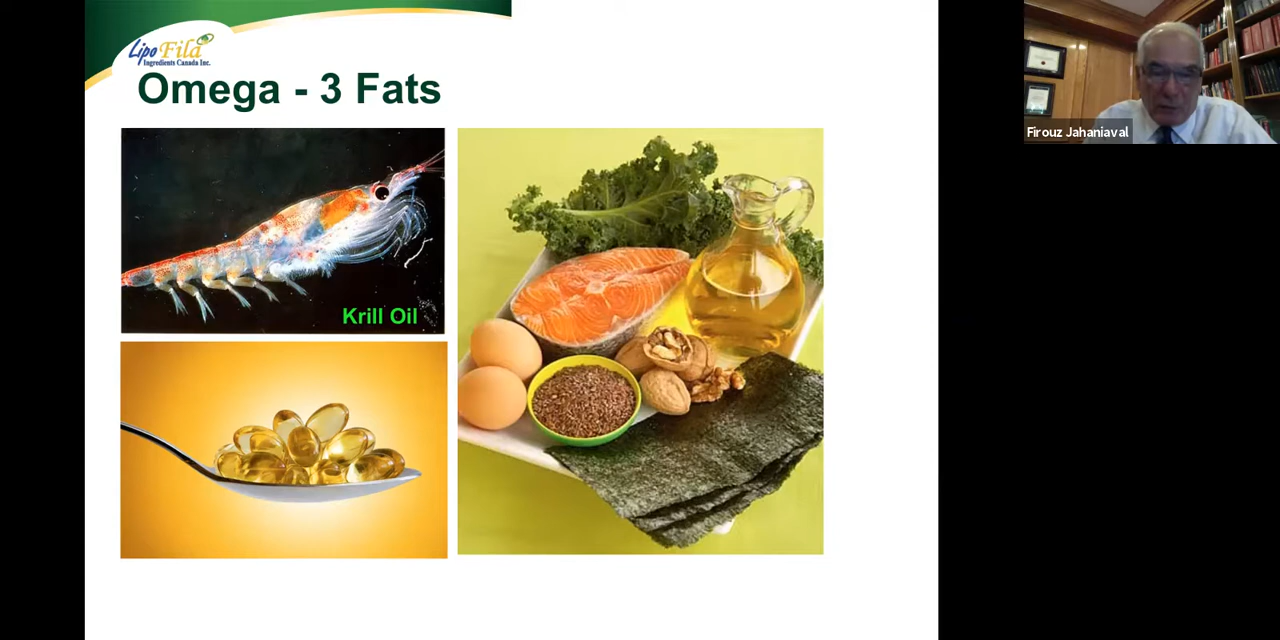 Lipo Fila
Ingredients Canada Inc.
Omega - 3 Fats
Krill Oil
Firouz Jahaniaval